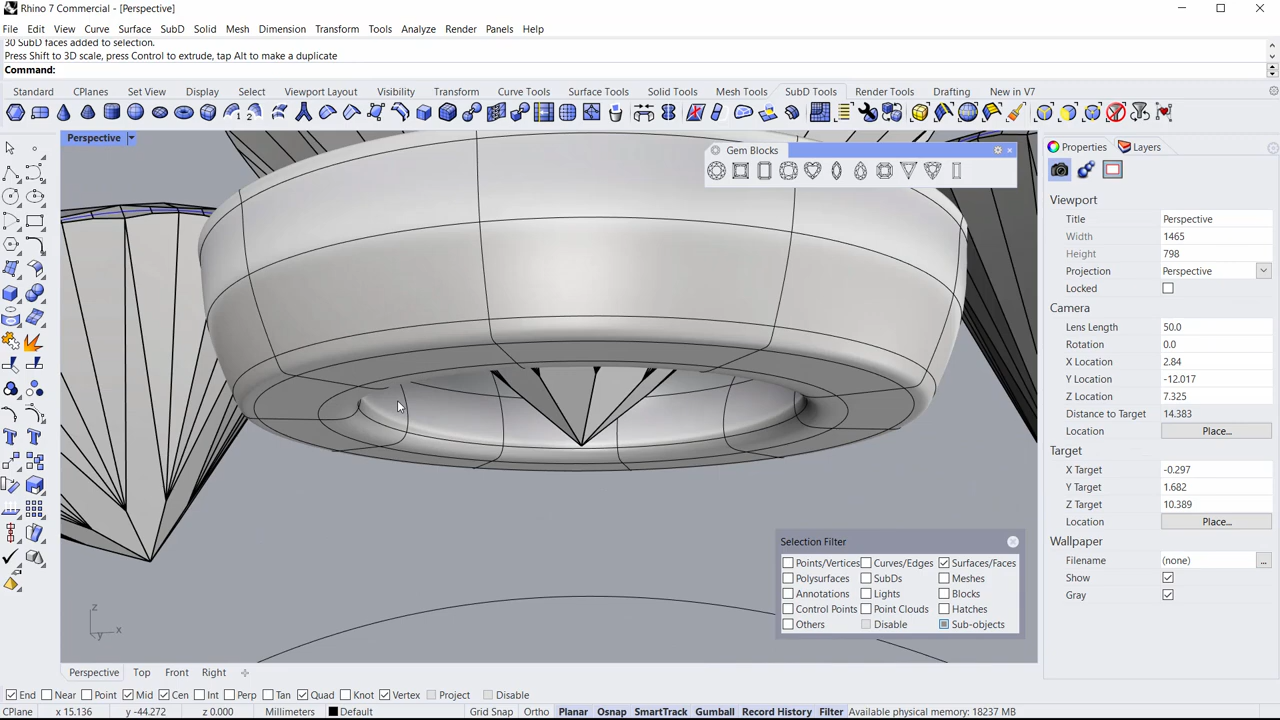 Rhino 7 Commercial - [Perspective]
File Edit View Curve Surface SubD Solid Mesh Dimension Transform Tools Analyze Render Panels Help
30 SubD faces added to selection.
Press Shift to 3D scale, press Control to extrude, tap Alt to make a duplicate
Command:
Standard CPlanes Set View Display Select Viewport Layout Visibility Transform Curve Tools Surface Tools Solid Tools Mesh Tools SubD Tools Render Tools Drafting New in V7
Perspective
Gem Blocks
Properties Layers
Viewport
Title Perspective
Width 1465
Height 798
Projection Perspective
Locked
Camera
Lens Length 50.0
Rotation 0.0
X Location 2.84
Y Location -12.017
Z Location 7.325
Distance to Target 14.383
Location Place...
Target
X Target -0.297
Y Target 1.682
Z Target 10.389
Location Place...
Wallpaper
Filename (none) ...
Show
Gray
Selection Filter
Points/Vertices Curves/Edges Surfaces/Faces
Polysurfaces SubDs Meshes
Annotations Lights Blocks
Control Points Point Clouds Hatches
Others Disable Sub-objects
z
y x
Perspective Top Front Right
End Near Point Mid Cen Int Perp Tan Quad Knot Vertex Project Disable
CPlane x 15.136 y -44.272 z 0.000 Millimeters Default Grid Snap Ortho Planar Osnap SmartTrack Gumball Record History Filter Available physical memory: 18237 MB